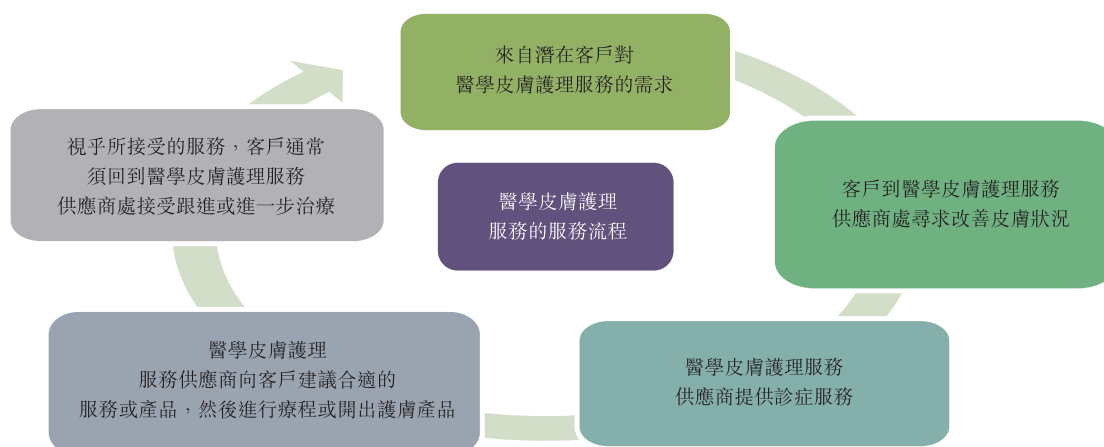 來自潛在客戶對
醫學皮膚護理服務的需求
客戶到醫學皮膚護理服務
供應商處尋求改善皮膚狀況
醫學皮膚護理服務
供應商提供診症服務
醫學皮膚護理
服務供應商向客戶建議合適的
服務或產品，然後進行療程或開出護膚產品
視乎所接受的服務，客戶通常
須回到醫學皮膚護理服務
供應商處接受跟進或進一步治療
醫學皮膚護理
服務的服務流程